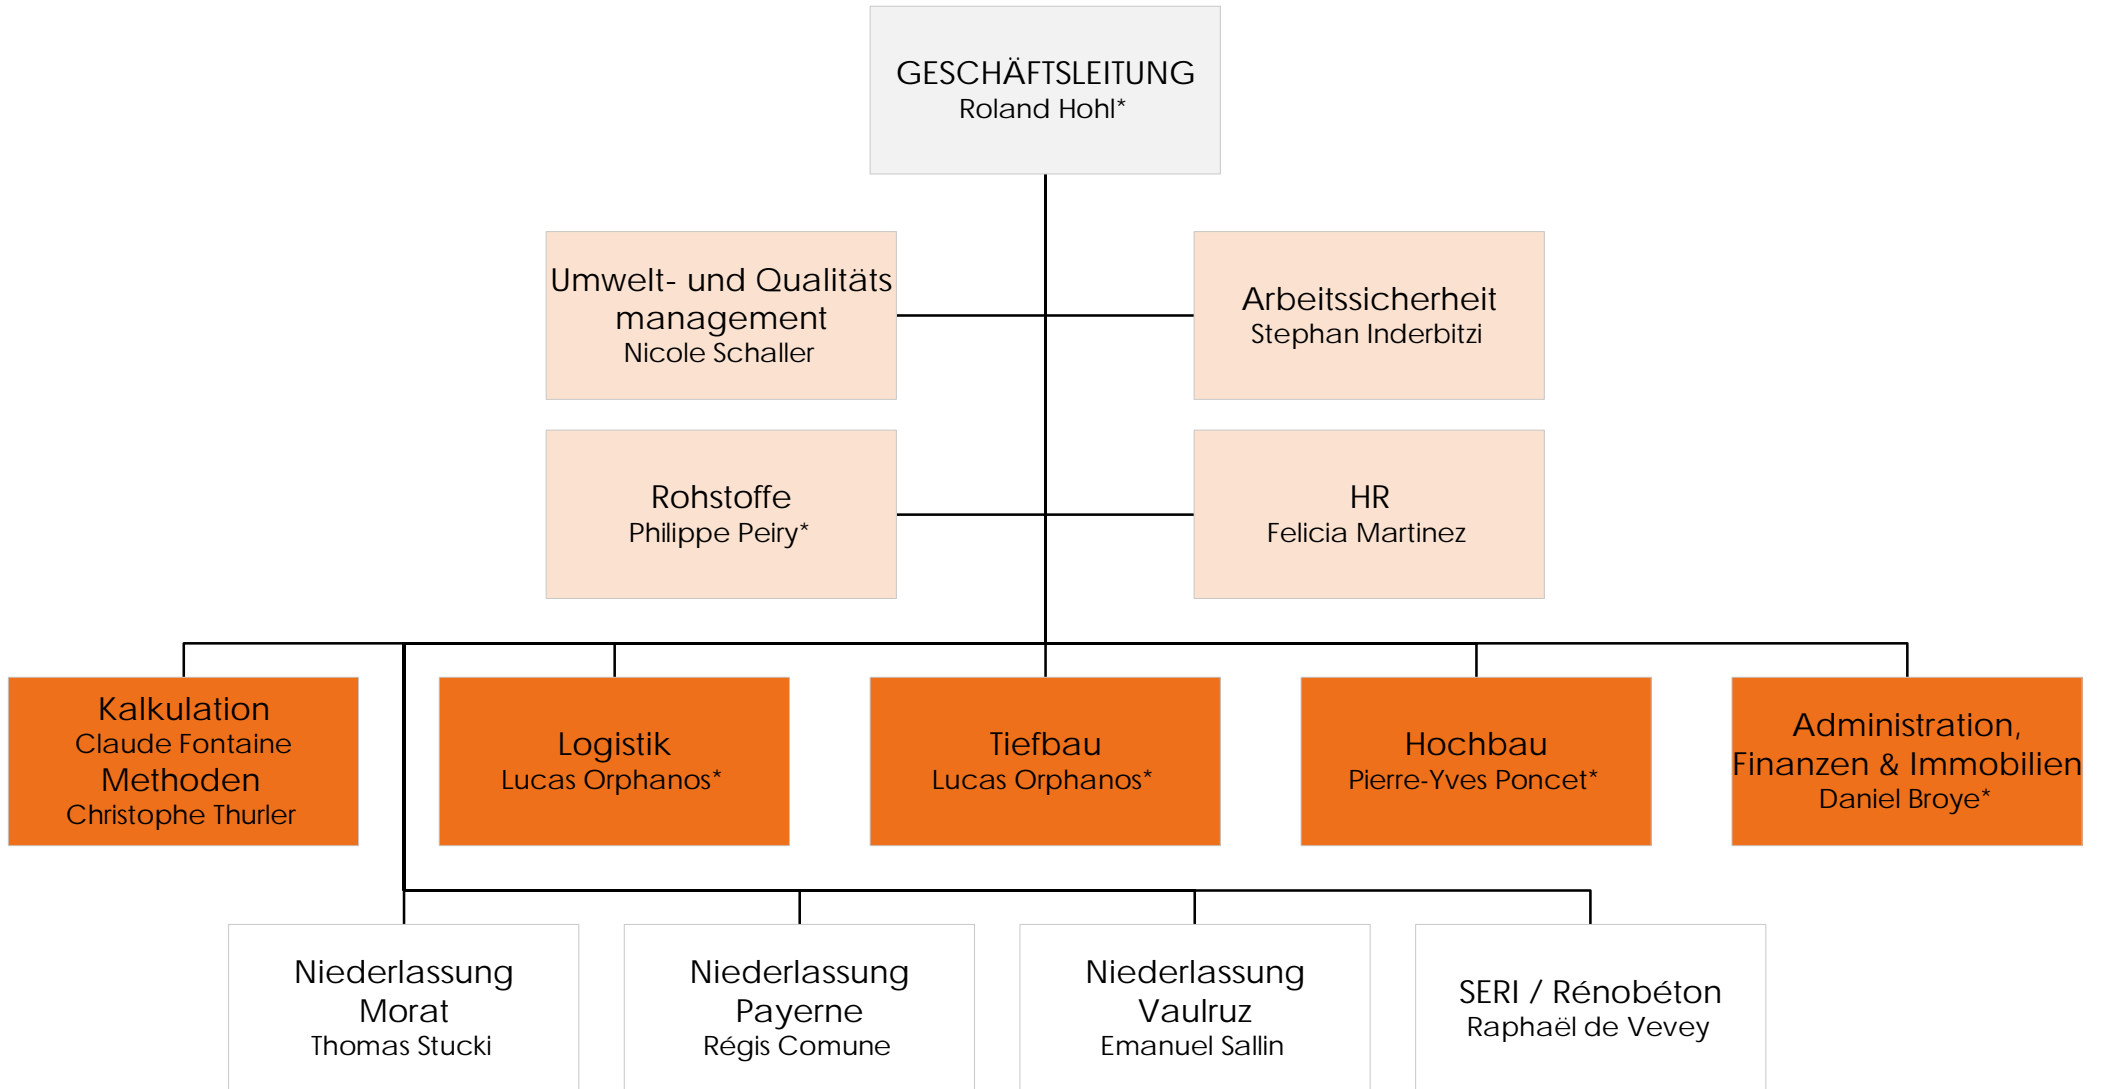 GESCHÄFTSLEITUNG
Roland Hohl*
Umwelt- und Qualitäts
management
Nicole Schaller
Arbeitssicherheit
Stephan Inderbitzi
Rohstoffe
Philippe Peiry*
HR
Felicia Martinez
Kalkulation
Claude Fontaine
Methoden
Christophe Thurler
Logistik
Lucas Orphanos*
Tiefbau
Lucas Orphanos*
Hochbau
Pierre-Yves Poncet*
Administration,
Finanzen & Immobilien
Daniel Broye*
Niederlassung
Morat
Thomas Stucki
Niederlassung
Payerne
Régis Comune
Niederlassung
Vaulruz
Emanuel Sallin
SERI / Rénobéton
Raphaël de Vevey